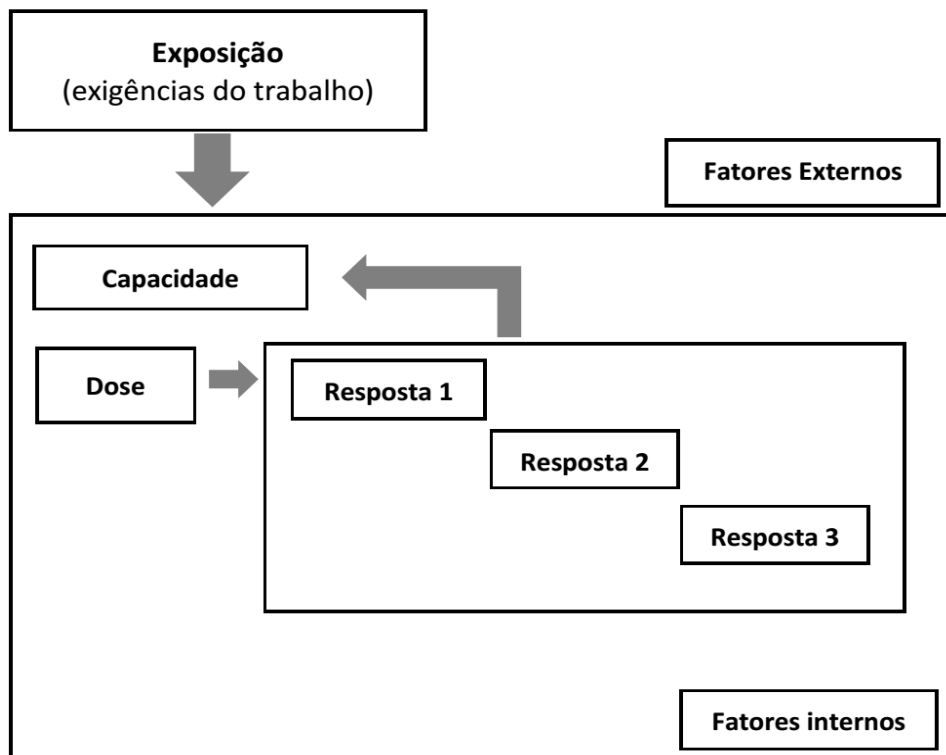 Exposição
(exigências do trabalho)
Fatores Externos
Capacidade
Dose
Resposta 1
Resposta 2
Resposta 3
Fatores internos